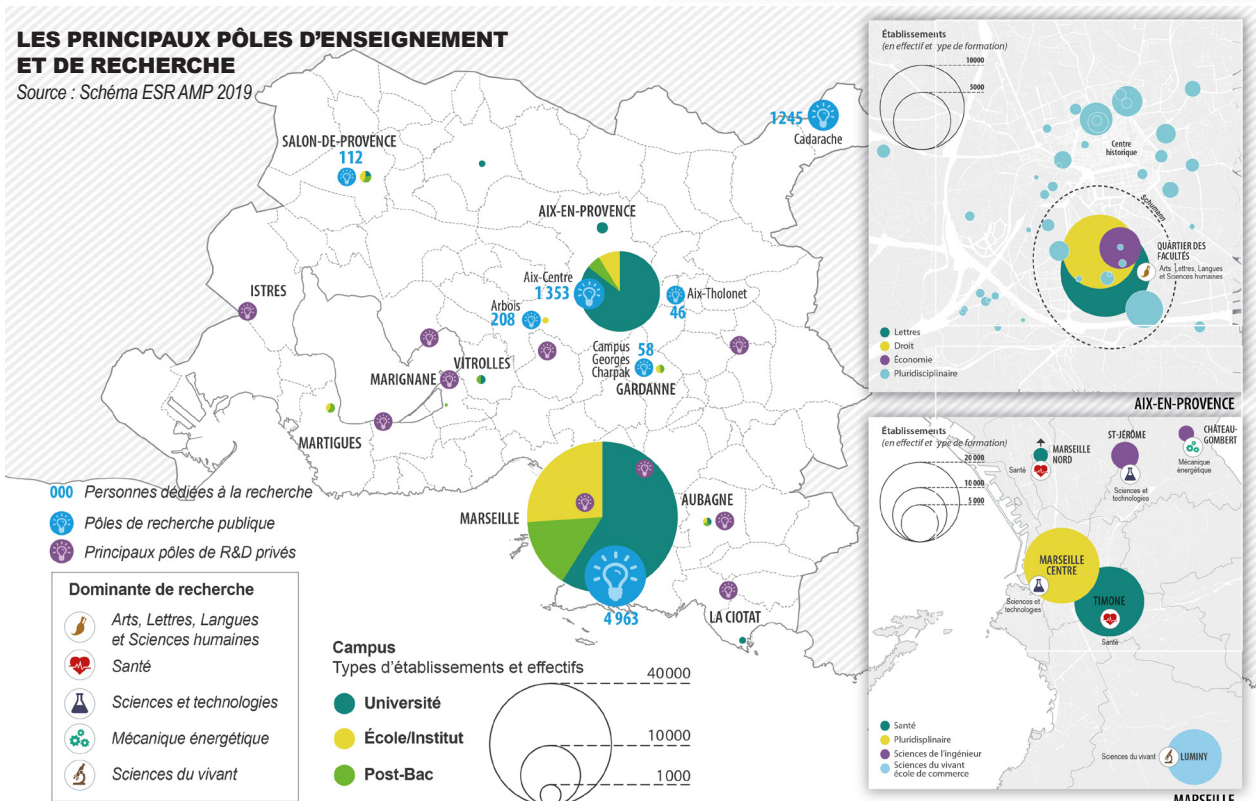 LES PRINCIPAUX PÔLES D'ENSEIGNEMENT
ET DE RECHERCHE
Source : Schéma ESR AMP 2019
SALON-DE-PROVENCE
112
1245
Cadarache
AIX-EN-PROVENCE
Aix-Centre
1 353
Aix-Tholonet
46
Arbois
208
ISTRES
Campus
Georges
Charpak
58
GARDANNE
VITROLLES
MARIGNANE
MARTIGUES
MARSEILLE
4 963
AUBAGNE
LA CIOTAT
000 Personnes dédiées à la recherche
Pôles de recherche publique
Principaux pôles de R&D privés
Dominante de recherche
Arts, Lettres, Langues
et Sciences humaines
Santé
Sciences et technologies
Mécanique énergétique
Sciences du vivant
Campus
Types d'établissements et effectifs
Université
École/Institut
Post-Bac
40000
10000
1000
Établissements
(en effectif et ype de formation)
10000
5000
Centre
historique
Schumann
QUARTIER DES
FACULTÉS
Arts, Lettres, Langues
et Sciences humaines
Lettres
Droit
Économie
Pluridisciplinaire
AIX-EN-PROVENCE
Établissements
(en effectif et ype de formation)
20 000
10 000
5 000
MARSEILLE
NORD
Santé
ST-JÉRÔME
Sciences et
technologies
CHÂTEAU-
GOMBERT
Mécanique
énergétique
MARSEILLE
CENTRE
Sciences et
technologies
TIMONE
Santé
Santé
Pluridisplinaire
Sciences de l'ingénieur
Sciences du vivant
école de commerce
Sciences du vivant
LUMINY
MARSEILLE